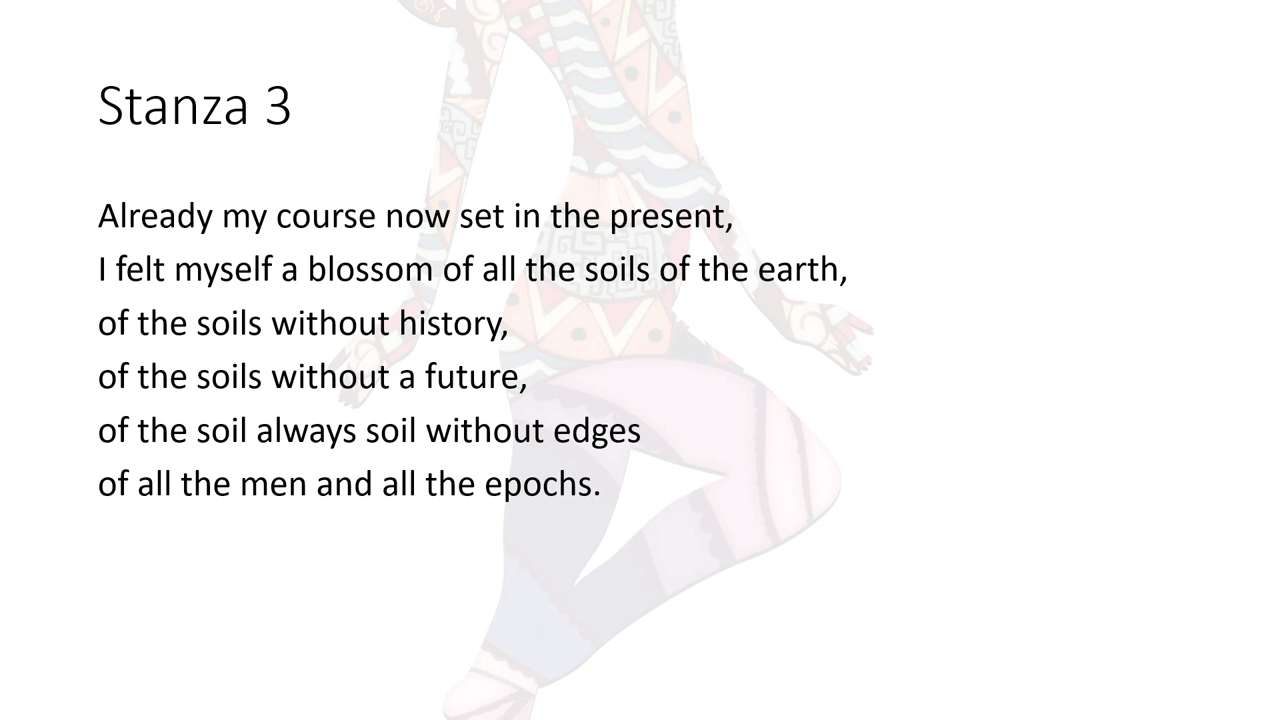 Stanza 3
Already my course now set in the present,
I felt myself a blossom of all the soils of the earth,
of the soils without history,
of the soils without a future,
of the soil always soil without edges
of all the men and all the epochs.